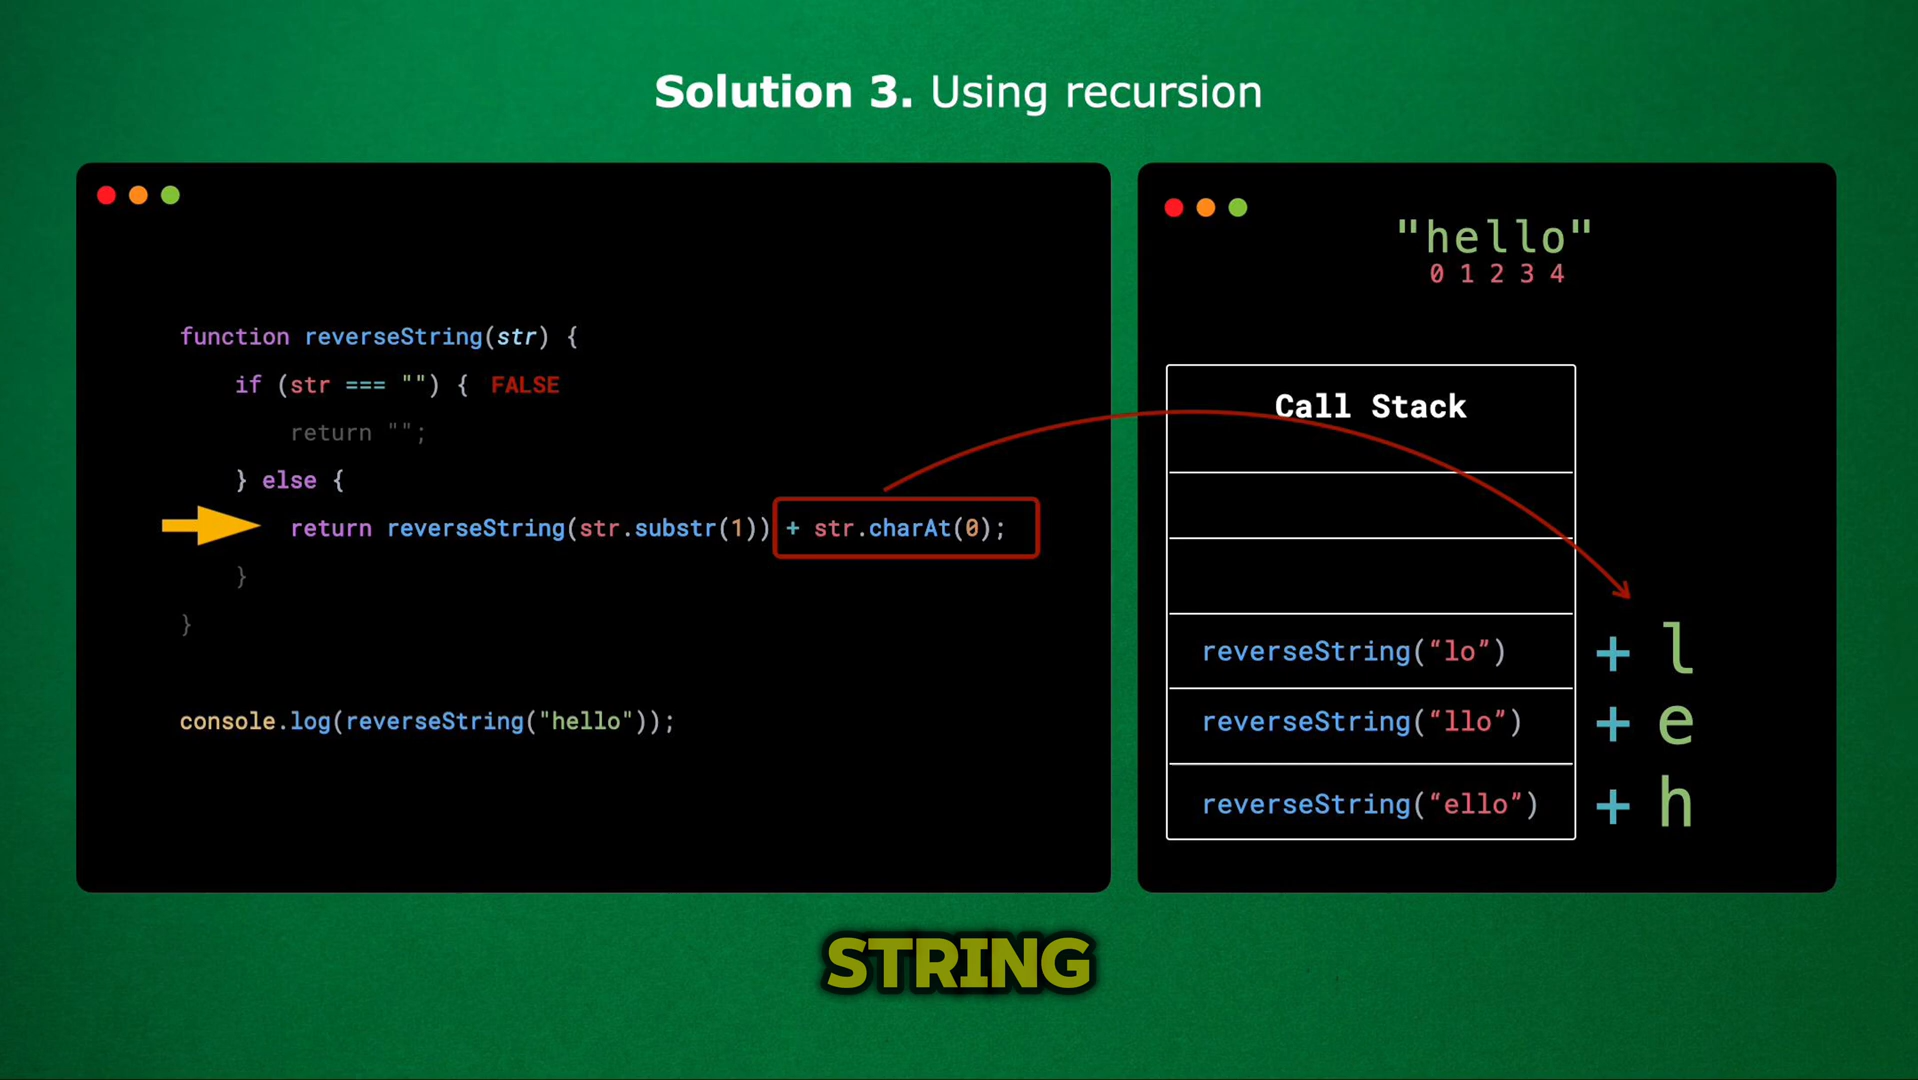 Solution 3. Using recursion
function reverseString(str) {
if (str === "") { FALSE
return "";
} else {
return reverseString(str.substr(1)) + str.charAt(0);
}
}
console.log(reverseString("hello"));
"hello"
0 1 2 3 4
Call Stack
reverseString(“lo”) + l
reverseString(“llo”) + e
reverseString(“ello”) + h
STRING